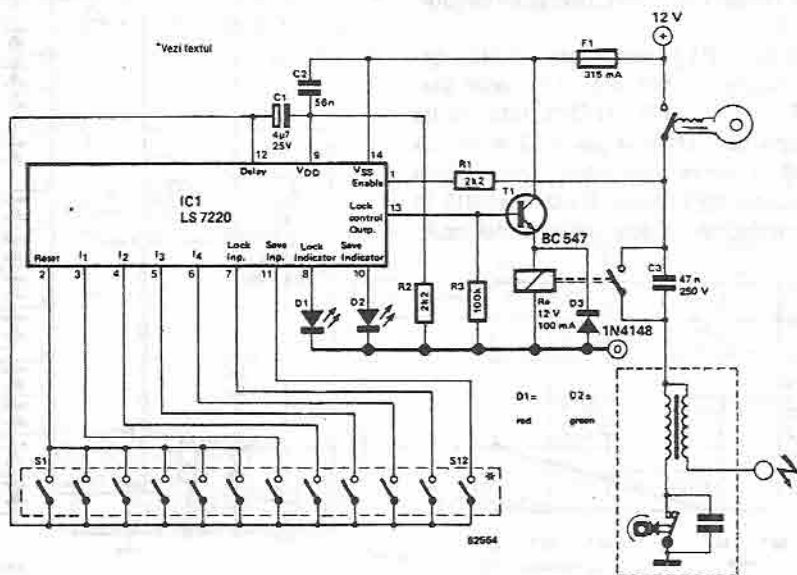 *Vezi textul
12 V
F1
315 mA
C2
56n
C1
4µ7
25V
12
9
14
Delay
VDD
VSS
Enable
1
R1
2k2
IC1
LS 7220
Lock
control
Outp.
13
T1
BC 547
Reset
I1
I2
I3
I4
Lock
Inp.
Save
Inp.
Lock
Indicator
Save
Indicator
2
3
4
5
6
7
11
8
10
D1
D2
R2
2k2
R3
100k
Re
12 V
100 mA
D3
1N4148
C3
47n
250 V
0
D1=
red
D2=
green
S1
S12
*
82554